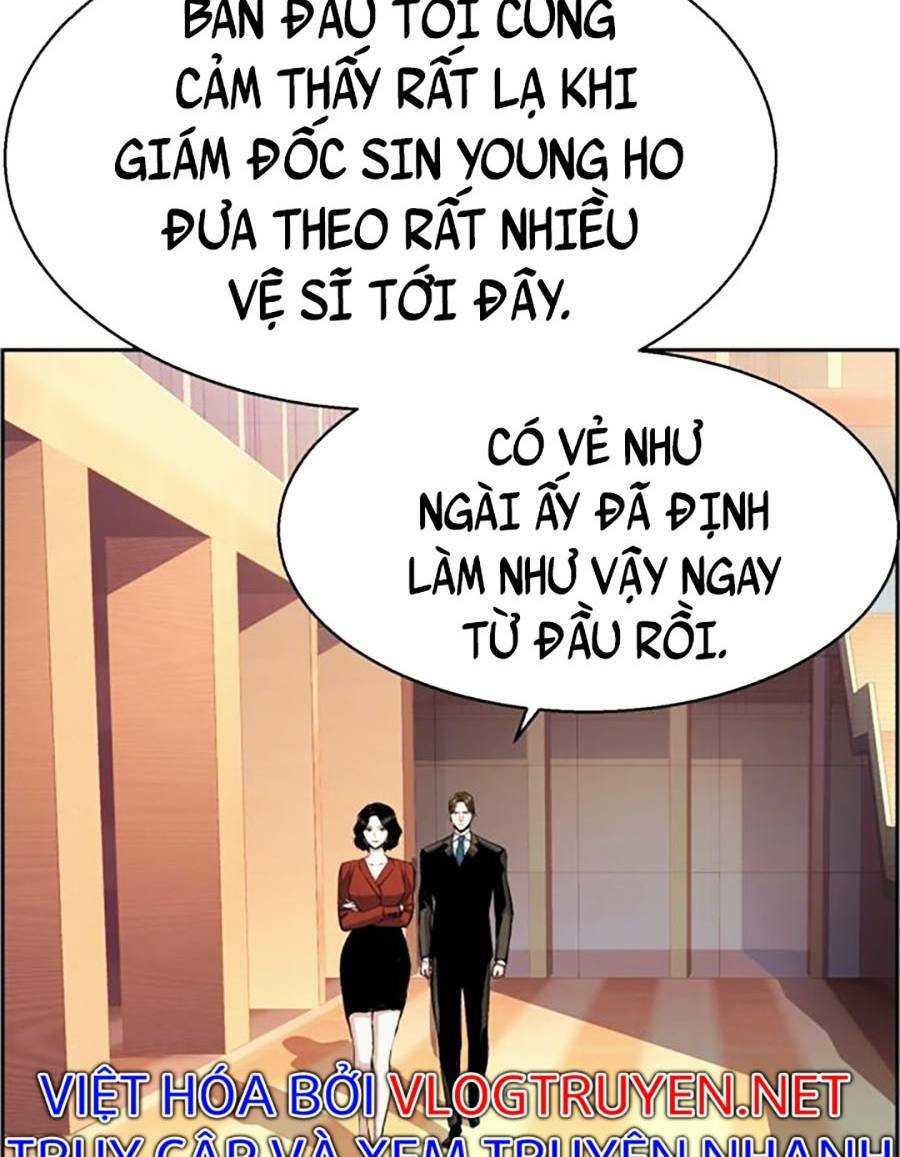 BAN ĐẦU TÔI CŨNG
CẢM THẤY RẤT LẠ KHI
GIÁM ĐỐC SIN YOUNG HO
ĐƯA THEO RẤT NHIỀU
VỆ SĨ TỚI ĐÂY.
CÓ VẺ NHƯ
NGÀI ẤY ĐÃ ĐỊNH
LÀM NHƯ VẬY NGAY
TỪ ĐẦU RỒI.
VIỆT HÓA BỞI VLOGTRUYEN.NET
TRUY CẬP VÀ XEM TRUYỆN NHANH